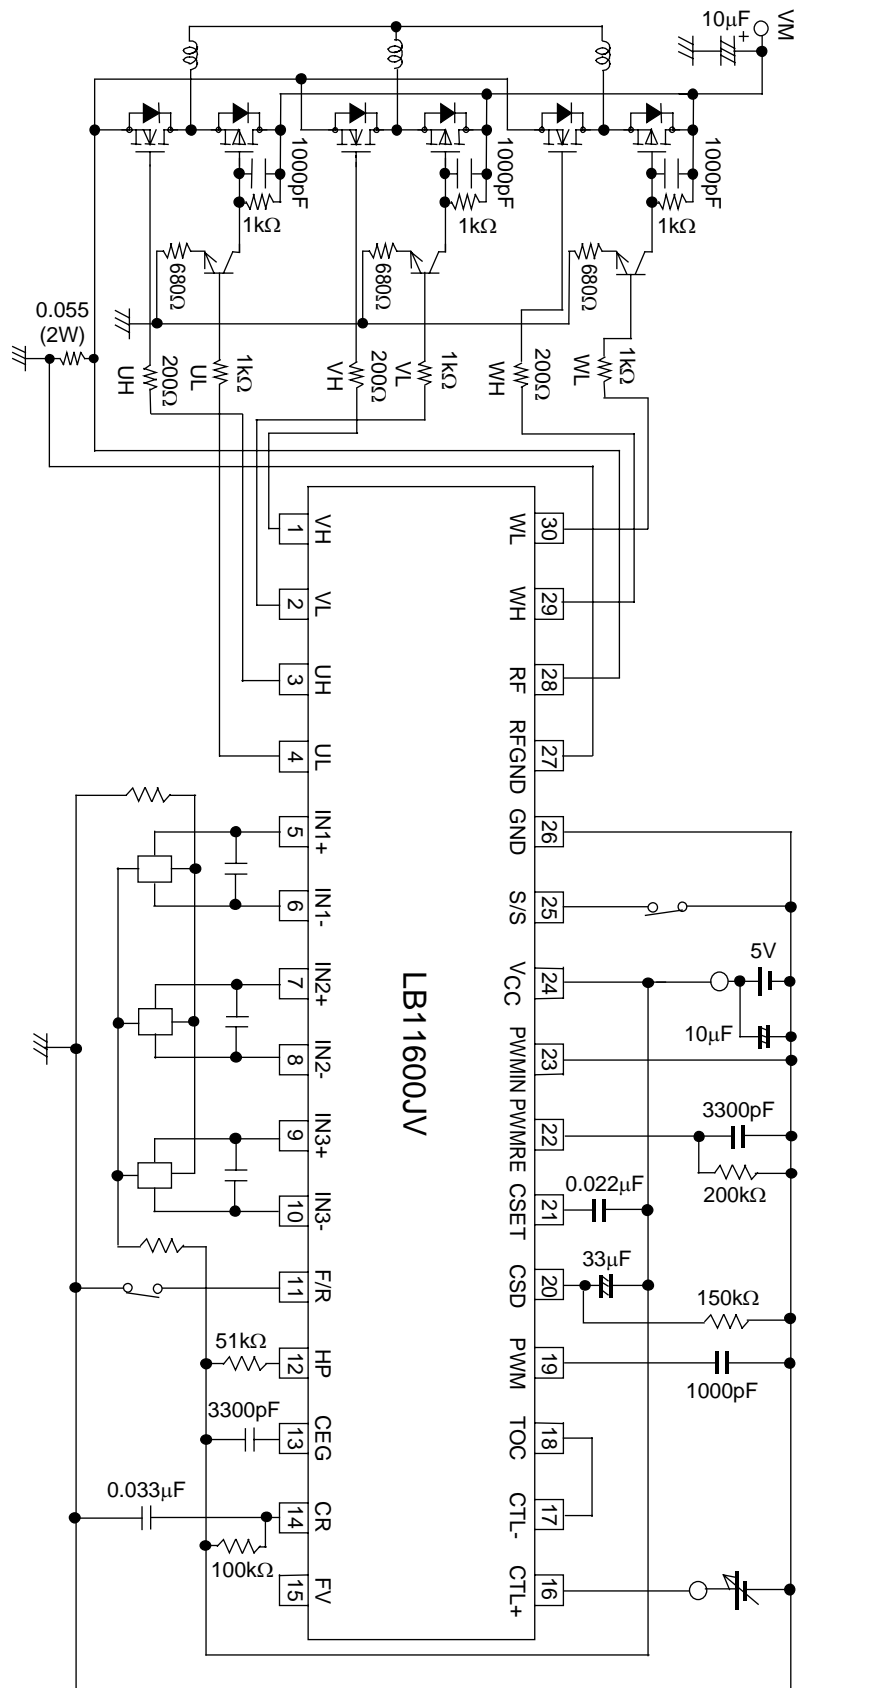 10μF
+
VM
1000pF
1000pF
1000pF
1kΩ
1kΩ
1kΩ
680Ω
680Ω
680Ω
0.055
(2W)
UH
200Ω
UL
1kΩ
VH
200Ω
VL
1kΩ
WH
200Ω
WL
1kΩ
1 VH
WL 30
2 VL
WH 29
3 UH
RF 28
4 UL
RFGND 27
5 IN1+
GND 26
6 IN1-
S/S 25
5V
7 IN2+
VCC 24
LB11600JV
10μF
8 IN2-
PWMIN 23
3300pF
9 IN3+
PWMRE 22
200kΩ
0.022μF
10 IN3-
CSET 21
33μF
11 F/R
CSD 20
150kΩ
51kΩ
12 HP
PWM 19
1000pF
3300pF
13 CEG
TOC 18
0.033μF
14 CR
CTL- 17
100kΩ
15 FV
CTL+ 16